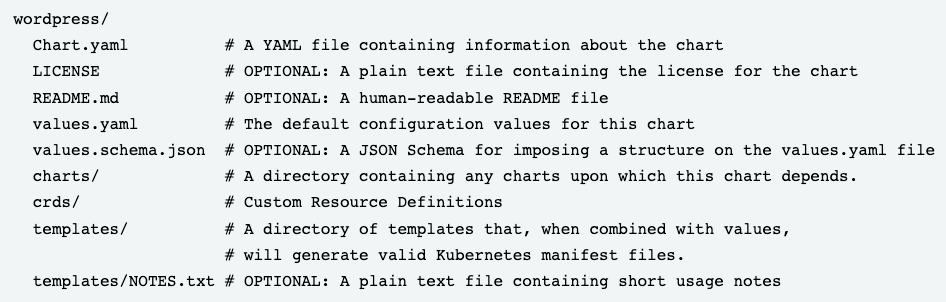 wordpress/
  Chart.yaml          # A YAML file containing information about the chart
  LICENSE             # OPTIONAL: A plain text file containing the license for the chart
  README.md           # OPTIONAL: A human-readable README file
  values.yaml         # The default configuration values for this chart
  values.schema.json  # OPTIONAL: A JSON Schema for imposing a structure on the values.yaml file
  charts/             # A directory containing any charts upon which this chart depends.
  crds/               # Custom Resource Definitions
  templates/          # A directory of templates that, when combined with values,
                      # will generate valid Kubernetes manifest files.
  templates/NOTES.txt # OPTIONAL: A plain text file containing short usage notes